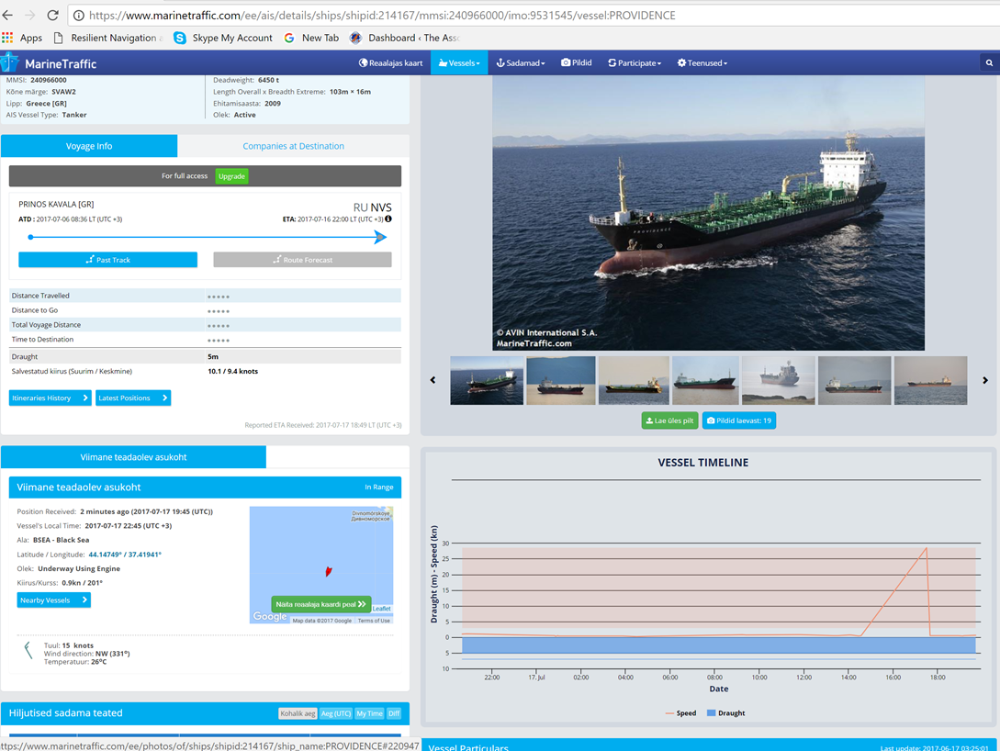 https://www.marinetraffic.com/ee/ais/details/ships/shipid:214167/mmsi:240966000/imo:9531545/vessel:PROVIDENCE
Apps Resilient Navigation a Skype My Account New Tab Dashboard ‹ The Asso
MarineTraffic Reaalajas kaart Vessels Sadamad Pildid Participate Teenused
MMSI: 240966000
Kõne märge: SVAW2
Lipp: Greece [GR]
AIS Vessel Type: Tanker
Deadweight: 6450 t
Length Overall x Breadth Extreme: 103m × 16m
Ehitamisaasta: 2009
Olek: Active
Voyage Info Companies at Destination
For full access Upgrade
PRINOS KAVALA [GR] RU NVS
ATD : 2017-07-06 08:36 LT (UTC +3) ETA: 2017-07-16 22:00 LT (UTC +3)
Past Track Route Forecast
Distance Travelled
Distance to Go
Total Voyage Distance
Time to Destination
Draught 5m
Salvestatud kiirus (Suurim / Keskmine) 10.1 / 9.4 knots
Itineraries History Latest Positions
Reported ETA Received: 2017-07-17 18:49 LT (UTC +3)
Viimane teadaolev asukoht
Viimane teadaolev asukoht In Range
Position Received: 2 minutes ago (2017-07-17 19:45 (UTC))
Vessel's Local Time: 2017-07-17 22:45 (UTC +3)
Ala: BSEA - Black Sea
Latitude / Longitude: 44.14749° / 37.41941°
Olek: Underway Using Engine
Kiirus/Kurss: 0.9kn / 201°
Nearby Vessels
Divnomorskoye
Дивноморское
Näita reaalaja kaardi peal
Leaflet
Google Map data ©2017 Google Terms of Use
Tuul: 15 knots
Wind direction: NW (331°)
Temperatuur: 26°C
Hiljutised sadama teated Kohalik aeg Aeg (UTC) My Time Diff
https://www.marinetraffic.com/ee/photos/of/ships/shipid:214167/ship_name:PROVIDENCE#220947
PROVIDENCE
© AVIN International S.A.
MarineTraffic.com
Lae üles pilt Pildid laevast: 19
VESSEL TIMELINE
Draught (m) - Speed (kn)
30
25
20
15
10
5
0
5
10
22:00 17. Jul 02:00 04:00 06:00 08:00 10:00 12:00 14:00 16:00 18:00
Date
Speed Draught
Vessel Particulars Last update: 2017-06-17 03:25:01